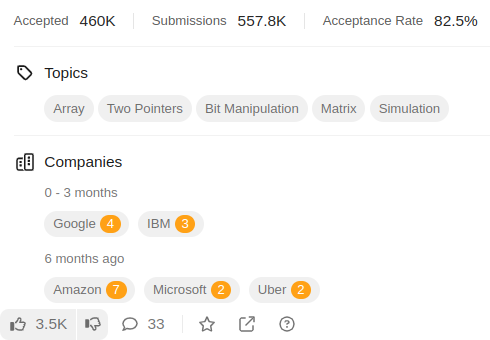 Accepted 460K Submissions 557.8K Acceptance Rate 82.5%
Topics
Array Two Pointers Bit Manipulation Matrix Simulation
Companies
0 - 3 months
Google 4 IBM 3
6 months ago
Amazon 7 Microsoft 2 Uber 2
3.5K 33